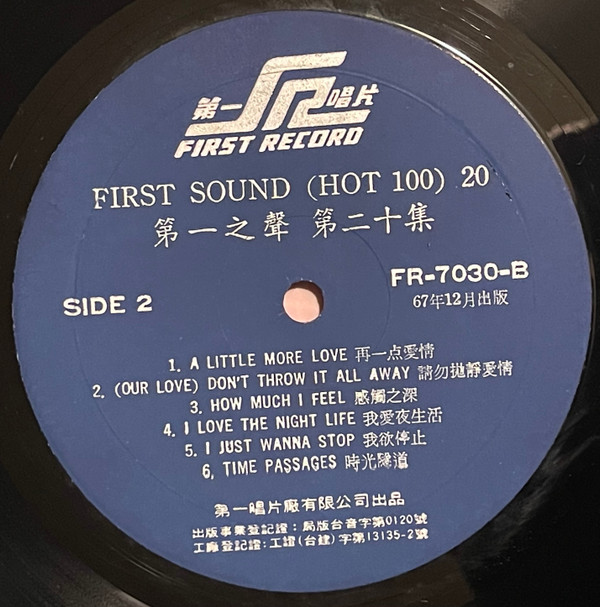 第一 唱片
FIRST RECORD
FIRST SOUND (HOT 100) 20
第一之聲 第二十集
SIDE 2
FR-7030-B
67年12月出版
1. A LITTLE MORE LOVE 再一点愛情
2. (OUR LOVE) DON'T THROW IT ALL AWAY 請勿拋靜愛情
3. HOW MUCH I FEEL 感觸之深
4. I LOVE THE NIGHT LIFE 我愛夜生活
5. I JUST WANNA STOP 我欲停止
6, TIME PASSAGES 時光隧道
第一唱片廠有限公司出品
出版事業登記證：局版台音字第0120號
工廠登記證：工證(台建)字第13135-2號